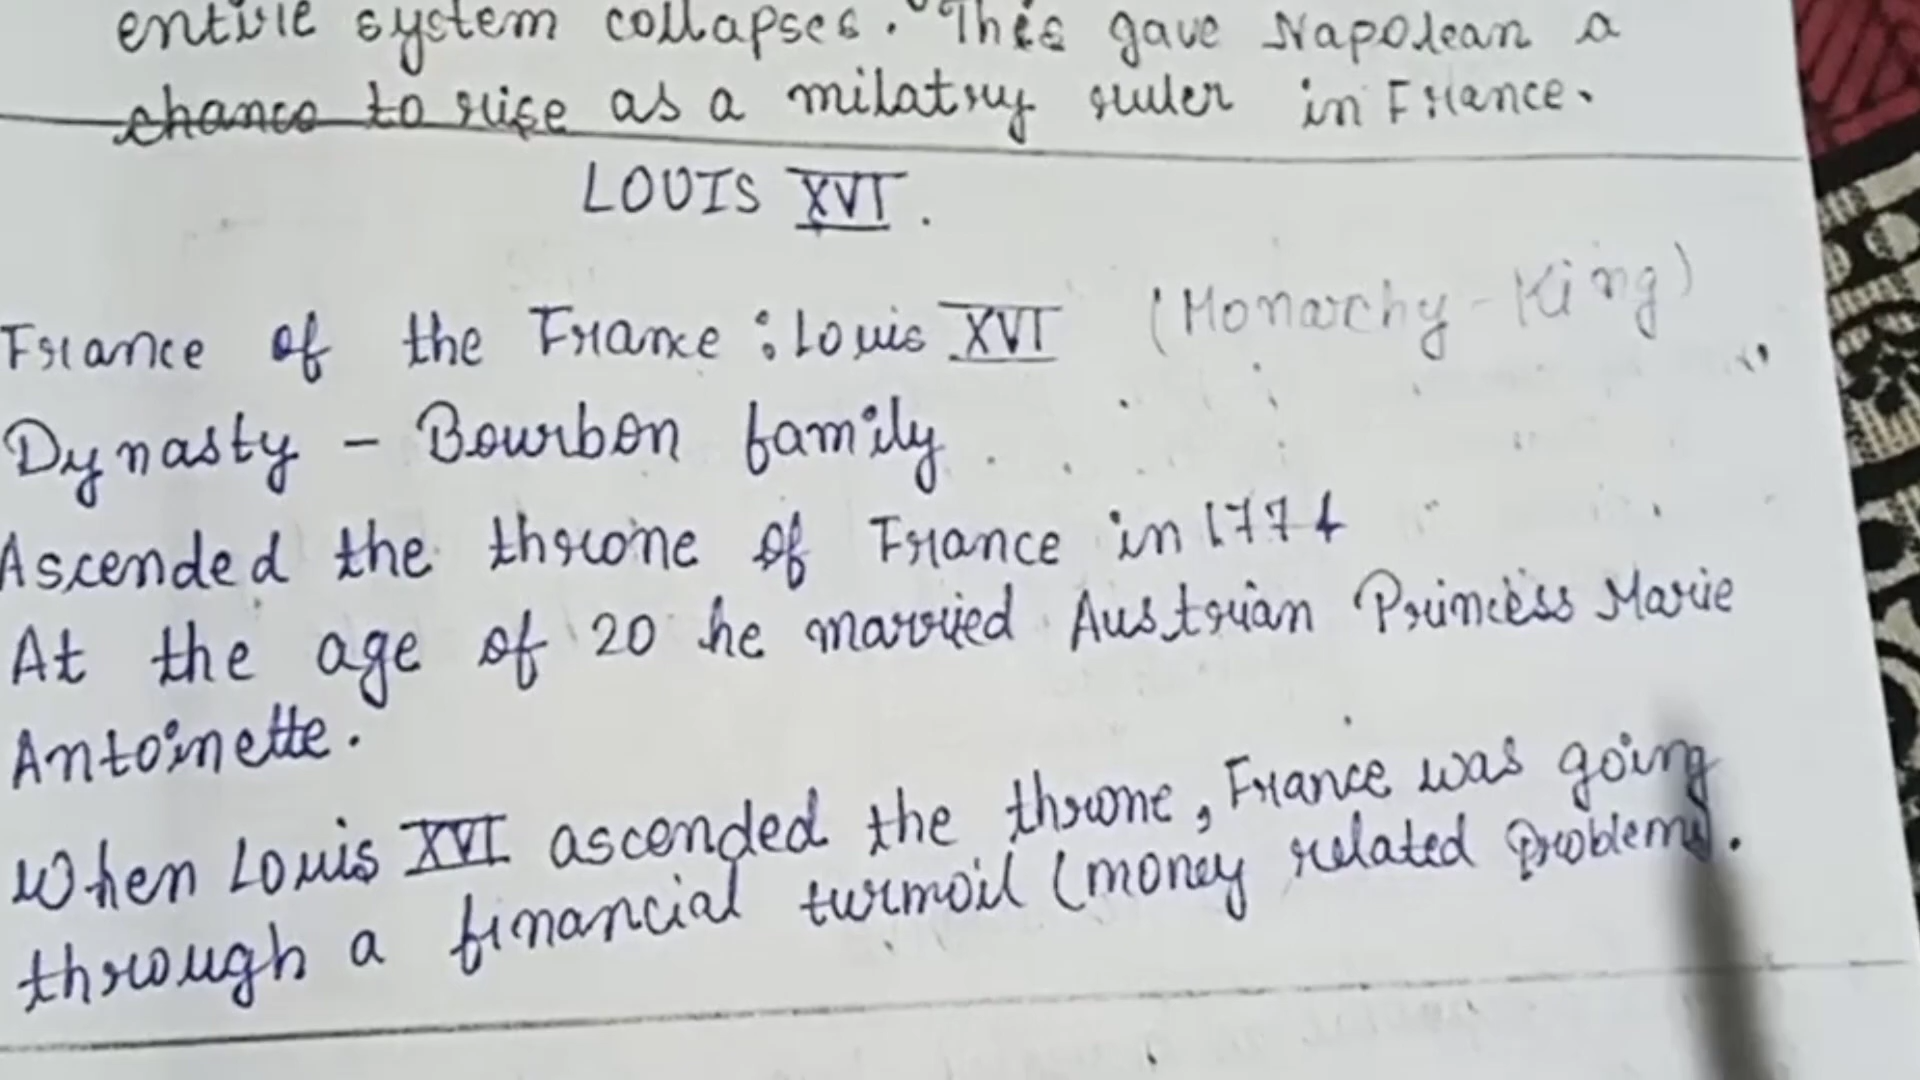 entire system collapses. This gave Napolean a
chance to rise as a milatry ruler in France.
LOUIS XVI.
France of the France : Louis XVI (Monarchy - King)
Dynasty - Bourbon family
Ascended the throne of France in 1774
At the age of 20 he married Austrian Princess Marie
Antoinette.
When Louis XVI ascended the throne, France was going
through a financial turmoil (money related problems.